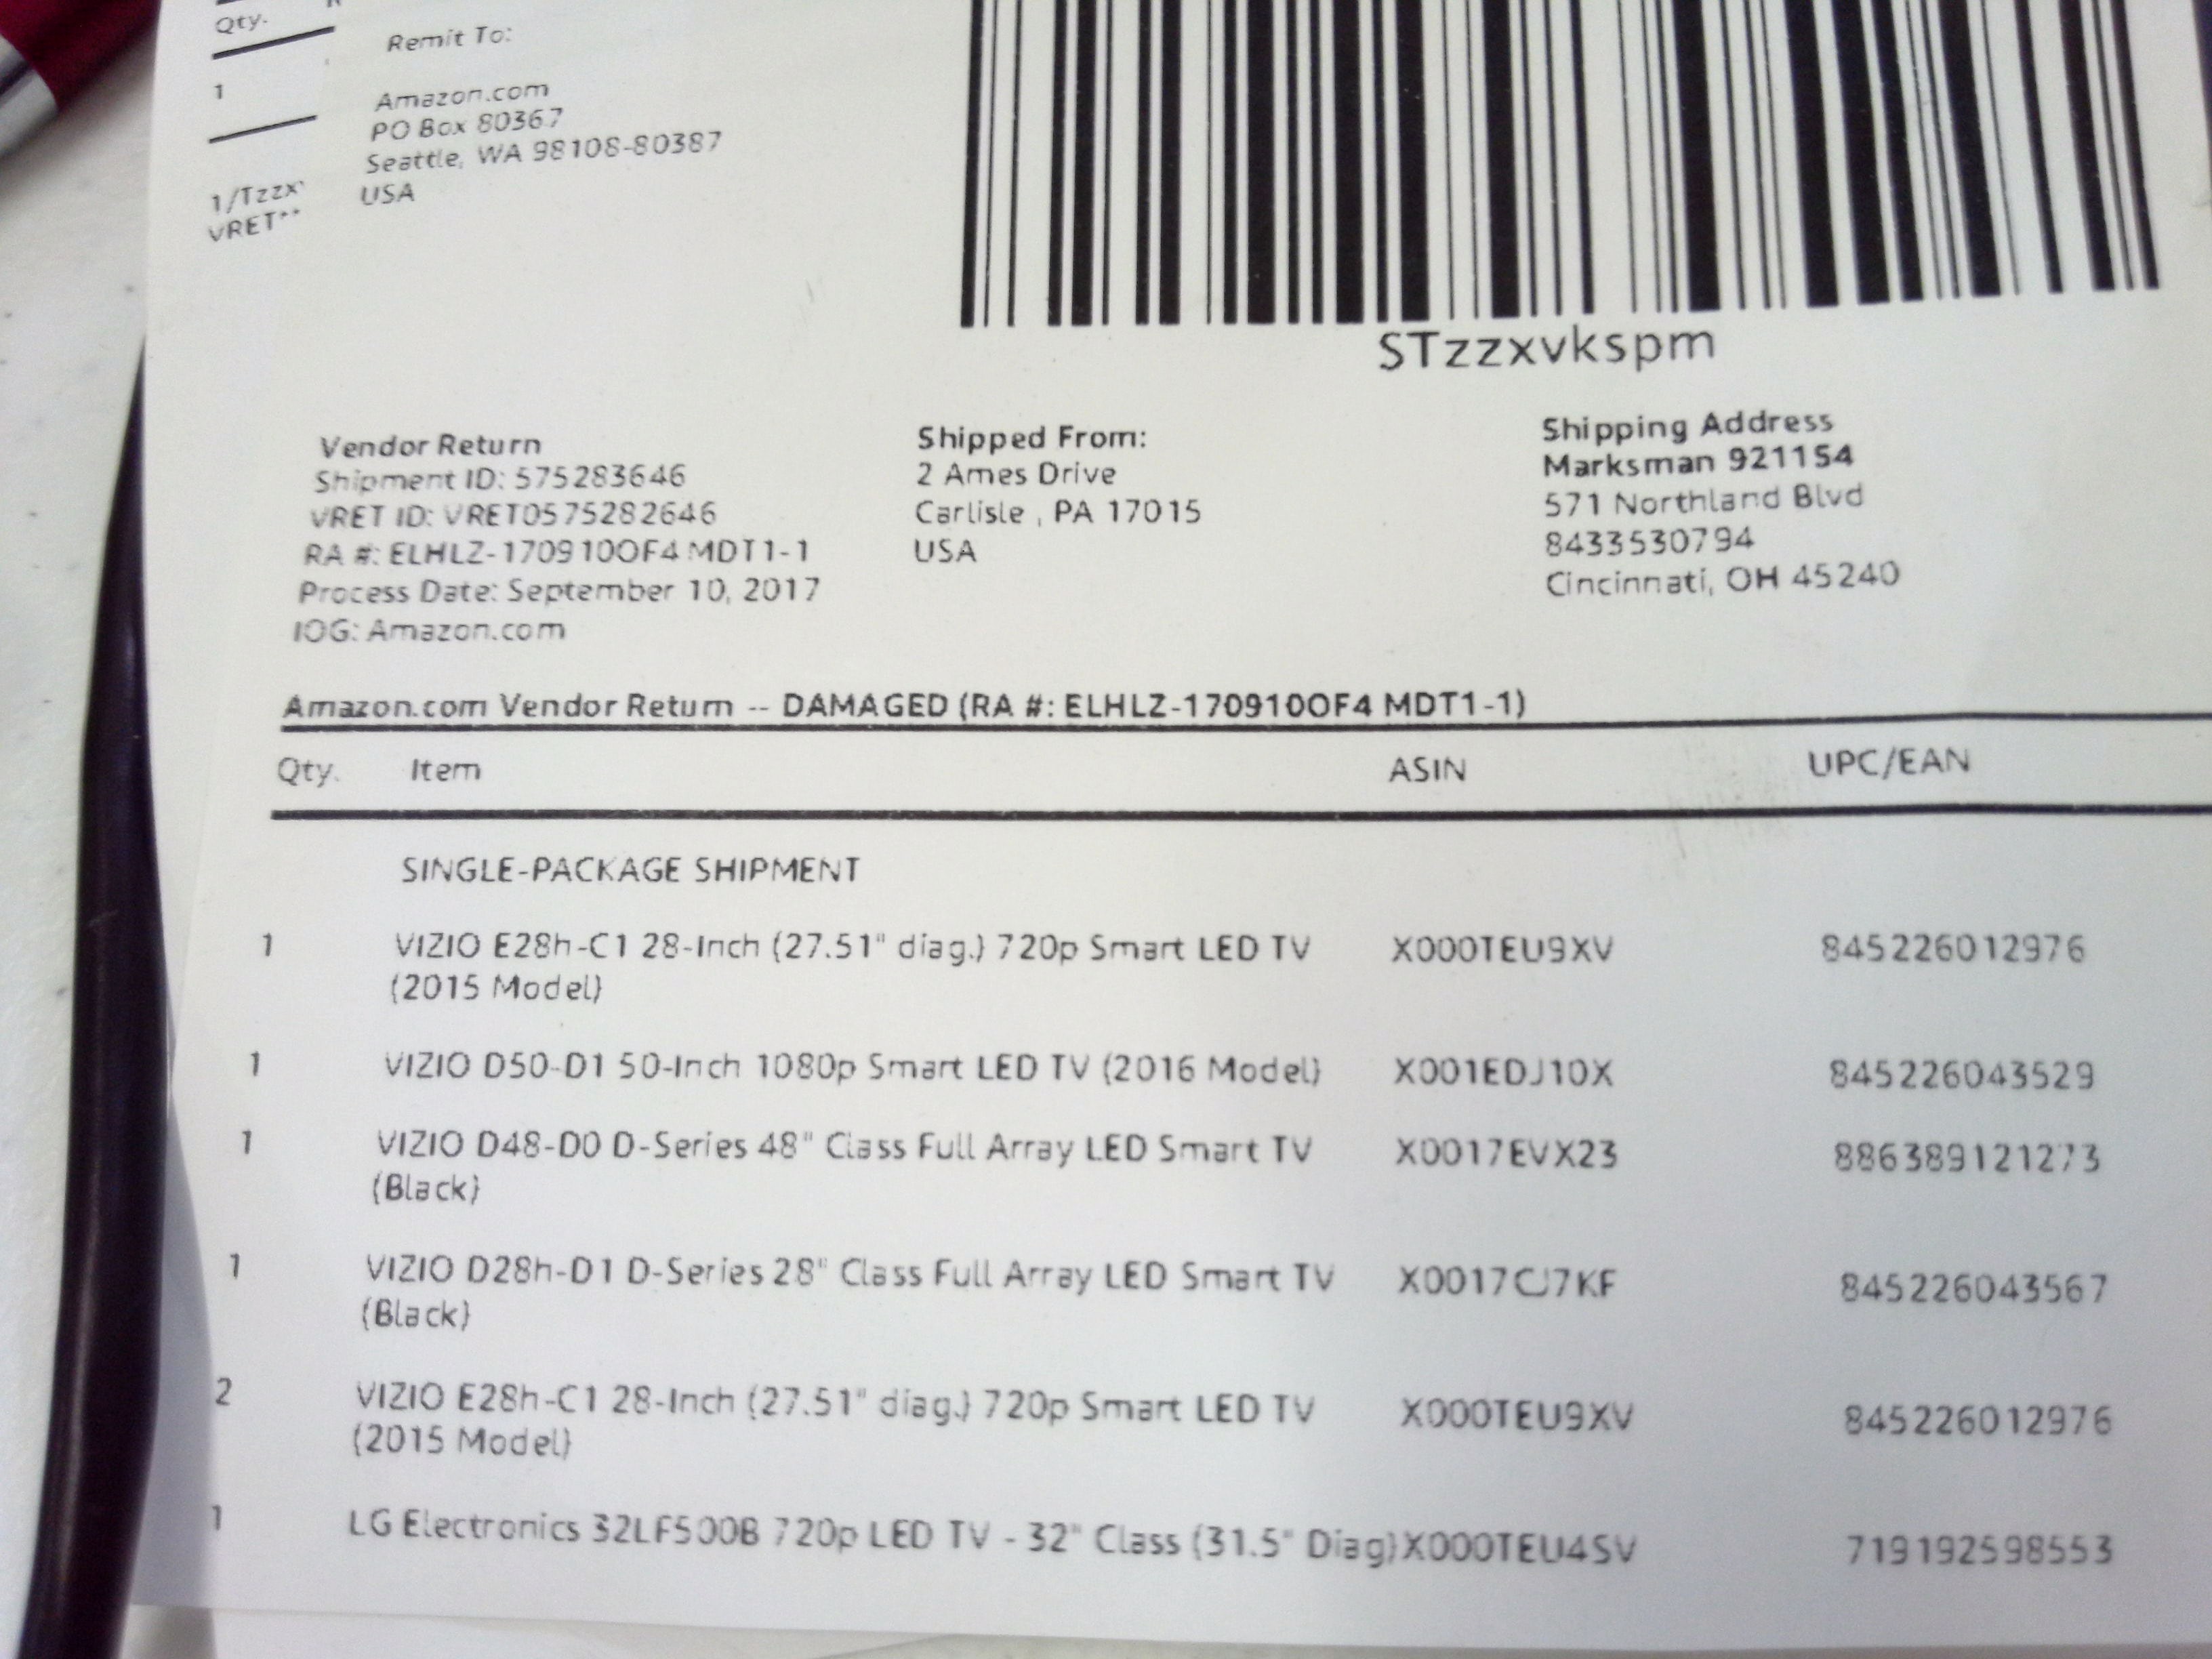 Qty.
1
1/Tzzx
VRET**
Remit To:
Amazon.com
PO Box 80367
Seattle, WA 98108-80387
USA
STzzxvkspm
Vendor Return
Shipment ID: 575283646
VRET ID: VRET0575282646
RA #: ELHLZ-170910OF4 MDT1-1
Process Date: September 10, 2017
IOG: Amazon.com
Shipped From:
2 Ames Drive
Carlisle , PA 17015
USA
Shipping Address
Marksman 921154
571 Northland Blvd
8433530794
Cincinnati, OH 45240
Amazon.com Vendor Return -- DAMAGED (RA #: ELHLZ-170910OF4 MDT1-1)
Qty. Item ASIN UPC/EAN
SINGLE-PACKAGE SHIPMENT
1 VIZIO E28h-C1 28-Inch (27.51" diag.) 720p Smart LED TV X000TEU9XV 845226012976
(2015 Model)
1 VIZIO D50-D1 50-Inch 1080p Smart LED TV (2016 Model) X001EDJ10X 845226043529
1 VIZIO D48-D0 D-Series 48" Class Full Array LED Smart TV X0017EVX23 886389121273
(Black)
1 VIZIO D28h-D1 D-Series 28" Class Full Array LED Smart TV X0017CJ7KF 845226043567
(Black)
2 VIZIO E28h-C1 28-Inch (27.51" diag.) 720p Smart LED TV X000TEU9XV 845226012976
(2015 Model)
1 LG Electronics 32LF500B 720p LED TV - 32" Class (31.5" Diag) X000TEU4SV 719192598553